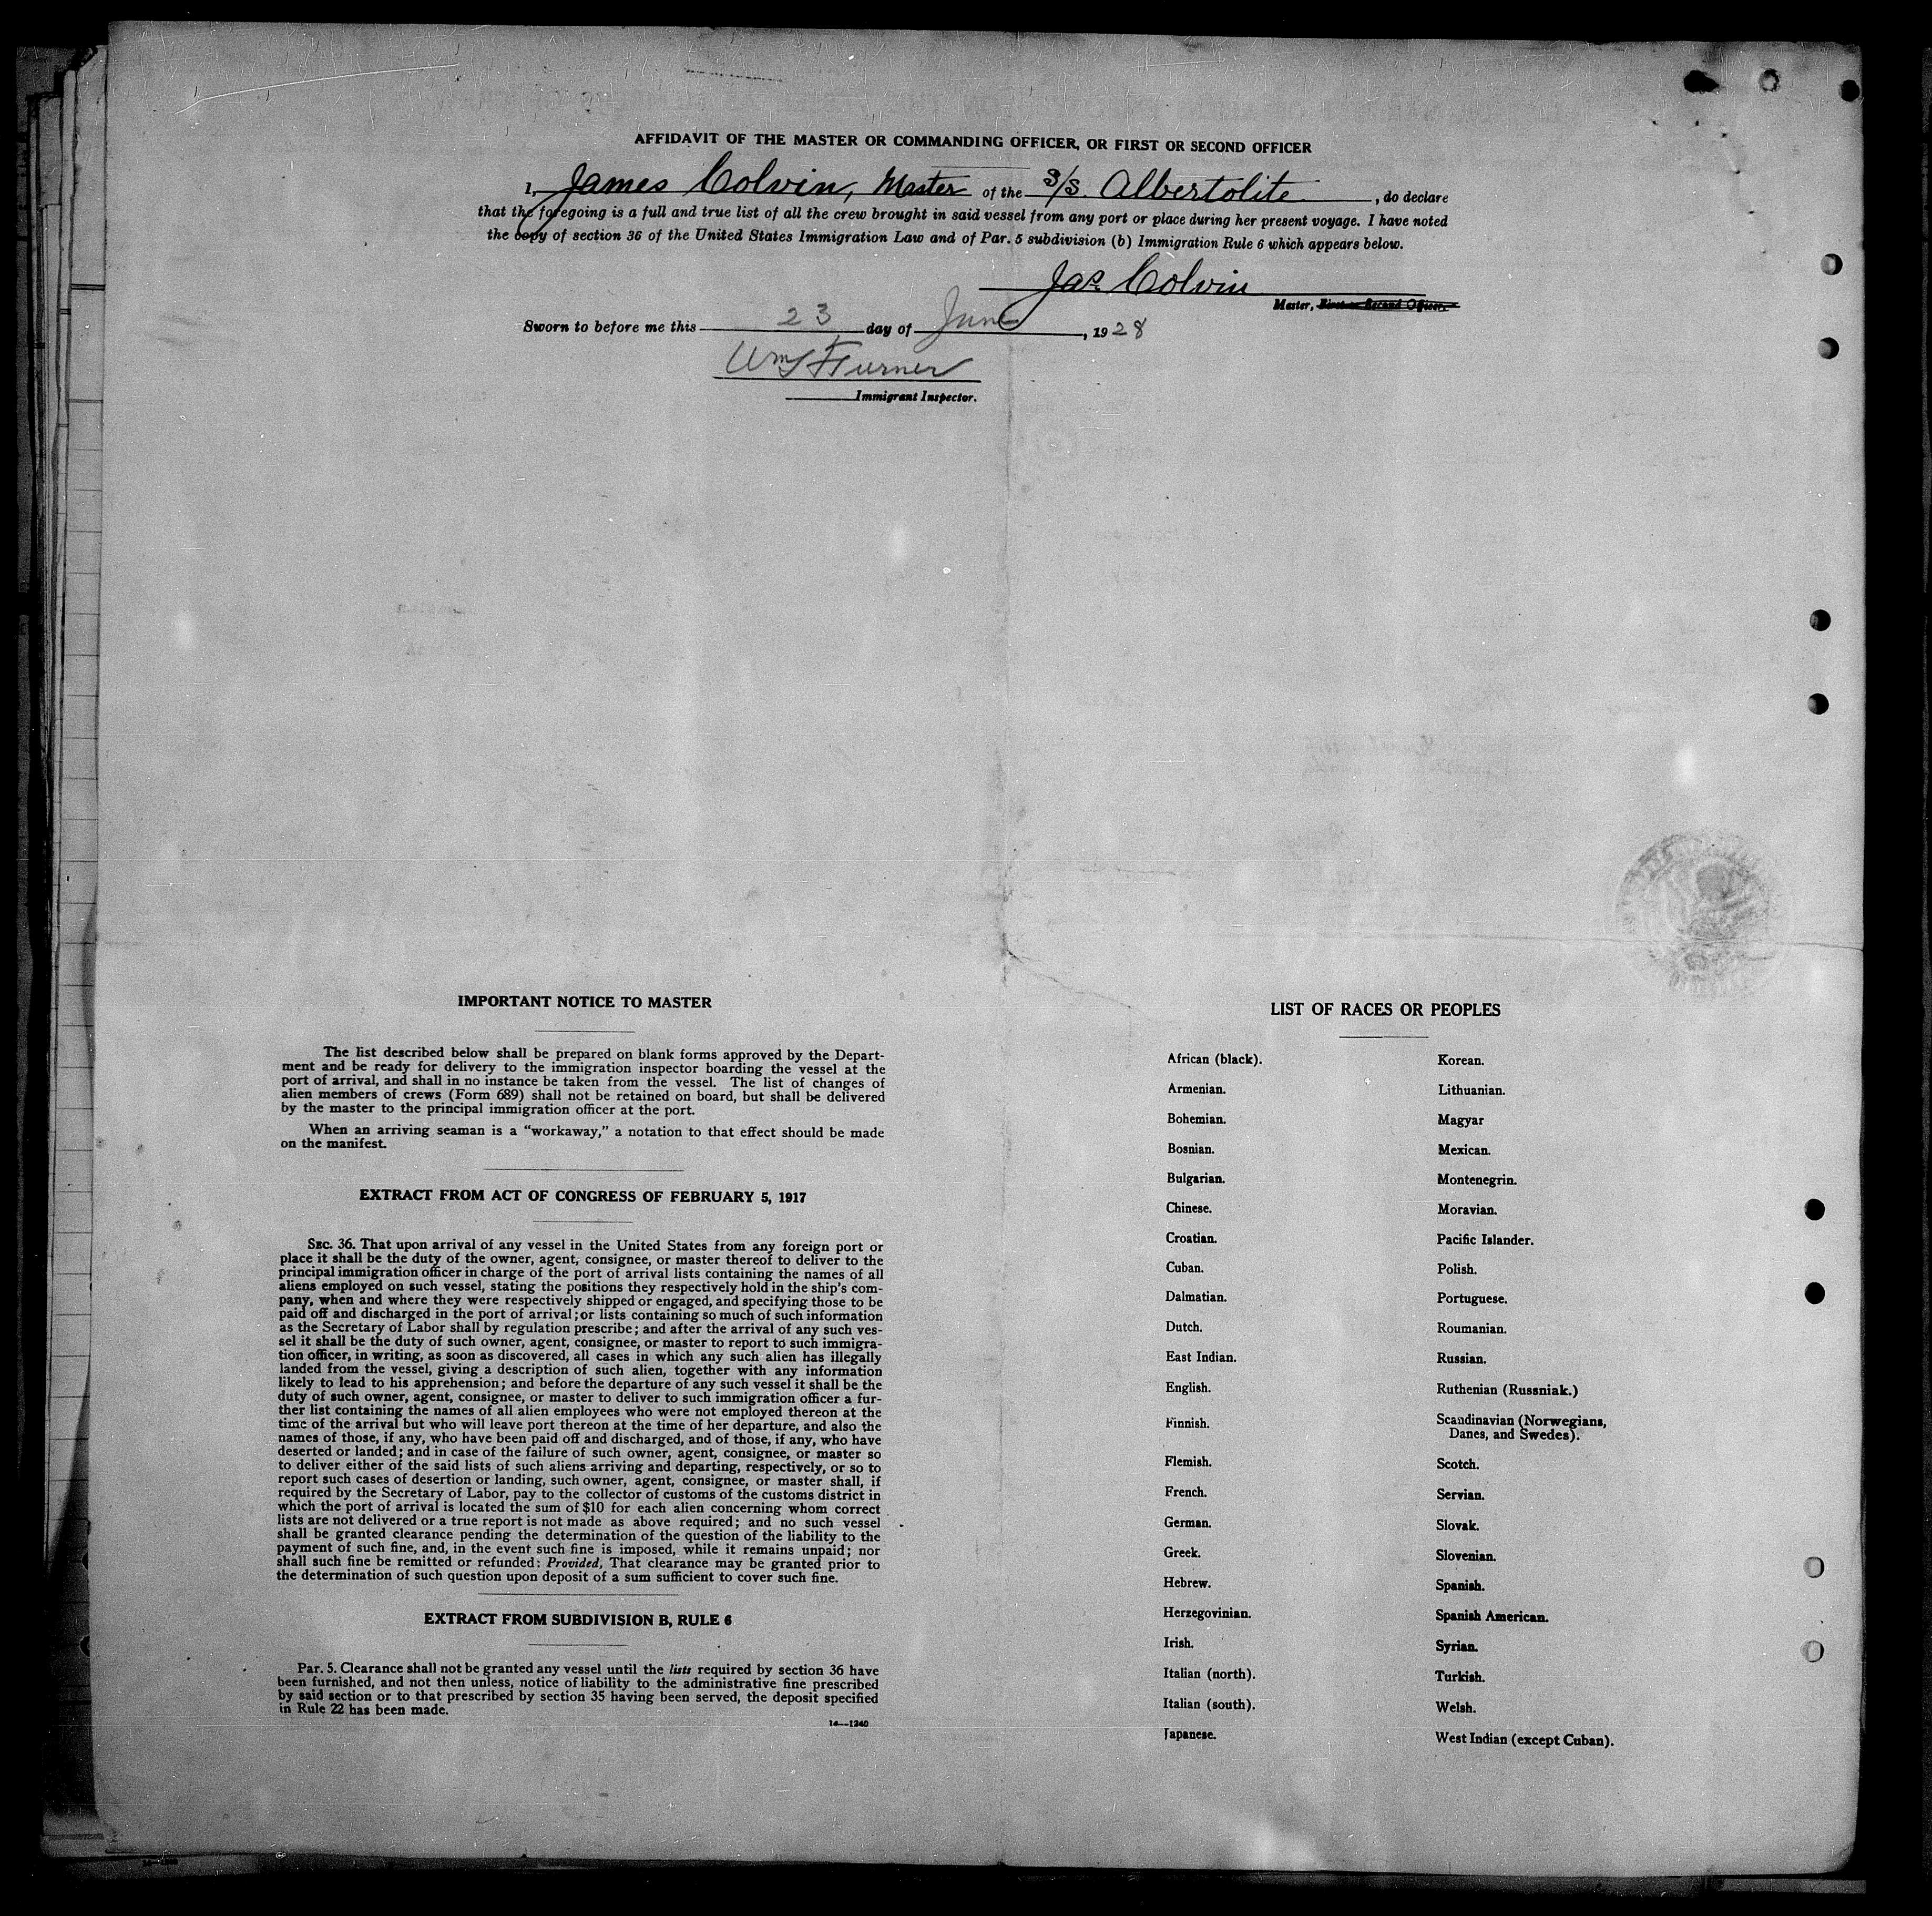 AFFIDAVIT OF THE MASTER OR COMMANDING OFFICER, OR FIRST OR SECOND OFFICER
I, James Colvin, Master of the S/S. Albertolite, do declare
that the foregoing is a full and true list of all the crew brought in said vessel from any port or place during her present voyage. I have noted
the copy of section 36 of the United States Immigration Law and of Par. 5 subdivision (b) Immigration Rule 6 which appears below.
Jas. Colvin
Master, First or Second Officer.
Sworn to before me this 23 day of June, 1928
Wm F Turner
Immigrant Inspector.
IMPORTANT NOTICE TO MASTER
The list described below shall be prepared on blank forms approved by the Depart-
ment and be ready for delivery to the immigration inspector boarding the vessel at the
port of arrival, and shall in no instance be taken from the vessel. The list of changes of
alien members of crews (Form 689) shall not be retained on board, but shall be delivered
by the master to the principal immigration officer at the port.
When an arriving seaman is a "workaway," a notation to that effect should be made
on the manifest.
EXTRACT FROM ACT OF CONGRESS OF FEBRUARY 5, 1917
SEC. 36. That upon arrival of any vessel in the United States from any foreign port or
place it shall be the duty of the owner, agent, consignee, or master thereof to deliver to the
principal immigration officer in charge of the port of arrival lists containing the names of all
aliens employed on such vessel, stating the positions they respectively hold in the ship's com-
pany, when and where they were respectively shipped or engaged, and specifying those to be
paid off and discharged in the port of arrival; or lists containing so much of such information
as the Secretary of Labor shall by regulation prescribe; and after the arrival of any such ves-
sel it shall be the duty of such owner, agent, consignee, or master to report to such immigra-
tion officer, in writing, as soon as discovered, all cases in which any such alien has illegally
landed from the vessel, giving a description of such alien, together with any information
likely to lead to his apprehension; and before the departure of any such vessel it shall be the
duty of such owner, agent, consignee, or master to deliver to such immigration officer a fur-
ther list containing the names of all alien employees who were not employed thereon at the
time of the arrival but who will leave port thereon at the time of her departure, and also the
names of those, if any, who have been paid off and discharged, and of those, if any, who have
deserted or landed; and in case of the failure of such owner, agent, consignee, or master so
to deliver either of the said lists of such aliens arriving and departing, respectively, or so to
report such cases of desertion or landing, such owner, agent, consignee, or master shall, if
required by the Secretary of Labor, pay to the collector of customs of the customs district in
which the port of arrival is located the sum of $10 for each alien concerning whom correct
lists are not delivered or a true report is not made as above required; and no such vessel
shall be granted clearance pending the determination of the question of the liability to the
payment of such fine, and, in the event such fine is imposed, while it remains unpaid; nor
shall such fine be remitted or refunded: Provided, That clearance may be granted prior to
the determination of such question upon deposit of a sum sufficient to cover such fine.
EXTRACT FROM SUBDIVISION B, RULE 6
Par. 5. Clearance shall not be granted any vessel until the lists required by section 36 have
been furnished, and not then unless, notice of liability to the administrative fine prescribed
by said section or to that prescribed by section 35 having been served, the deposit specified
in Rule 22 has been made.
14—1240
LIST OF RACES OR PEOPLES
African (black).
Armenian.
Bohemian.
Bosnian.
Bulgarian.
Chinese.
Croatian.
Cuban.
Dalmatian.
Dutch.
East Indian.
English.
Finnish.
Flemish.
French.
German.
Greek.
Hebrew.
Herzegovinian.
Irish.
Italian (north).
Italian (south).
Japanese.
Korean.
Lithuanian.
Magyar
Mexican.
Montenegrin.
Moravian.
Pacific Islander.
Polish.
Portuguese.
Roumanian.
Russian.
Ruthenian (Russniak.)
Scandinavian (Norwegians,
Danes, and Swedes).
Scotch.
Servian.
Slovak.
Slovenian.
Spanish.
Spanish American.
Syrian.
Turkish.
Welsh.
West Indian (except Cuban).